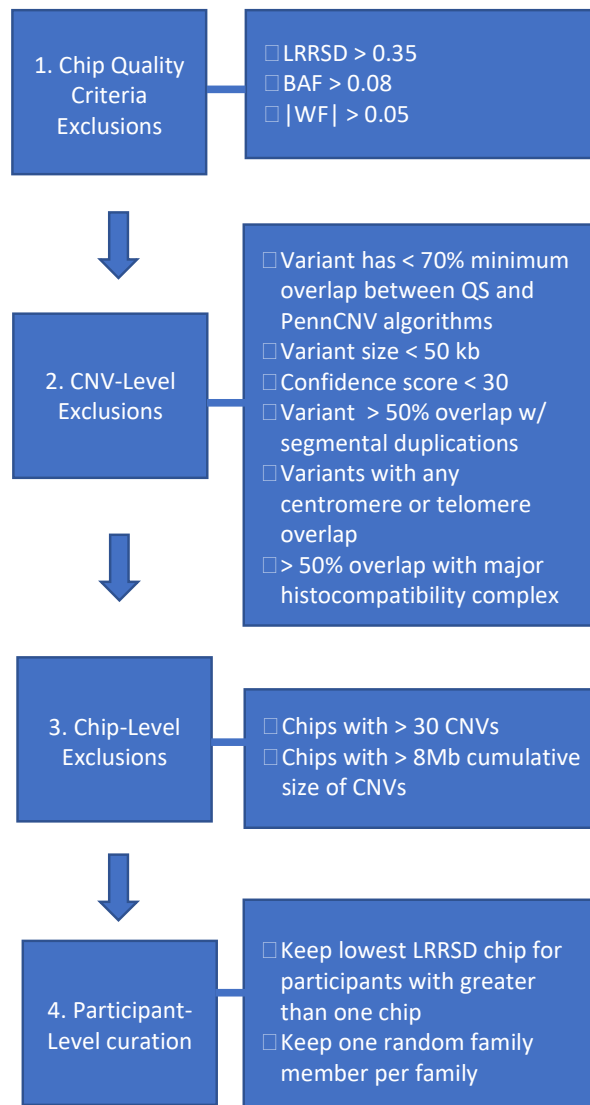 1. Chip Quality
Criteria
Exclusions
□LRRSD > 0.35
□BAF > 0.08
□|WF| > 0.05
2. CNV-Level
Exclusions
□Variant has < 70% minimum
overlap between QS and
PennCNV algorithms
□Variant size < 50 kb
□Confidence score < 30
□Variant > 50% overlap w/
segmental duplications
□Variants with any
centromere or telomere
overlap
□> 50% overlap with major
histocompatibility complex
3. Chip-Level
Exclusions
□Chips with > 30 CNVs
□Chips with > 8Mb cumulative
size of CNVs
4. Participant-
Level curation
□Keep lowest LRRSD chip for
participants with greater
than one chip
□Keep one random family
member per family